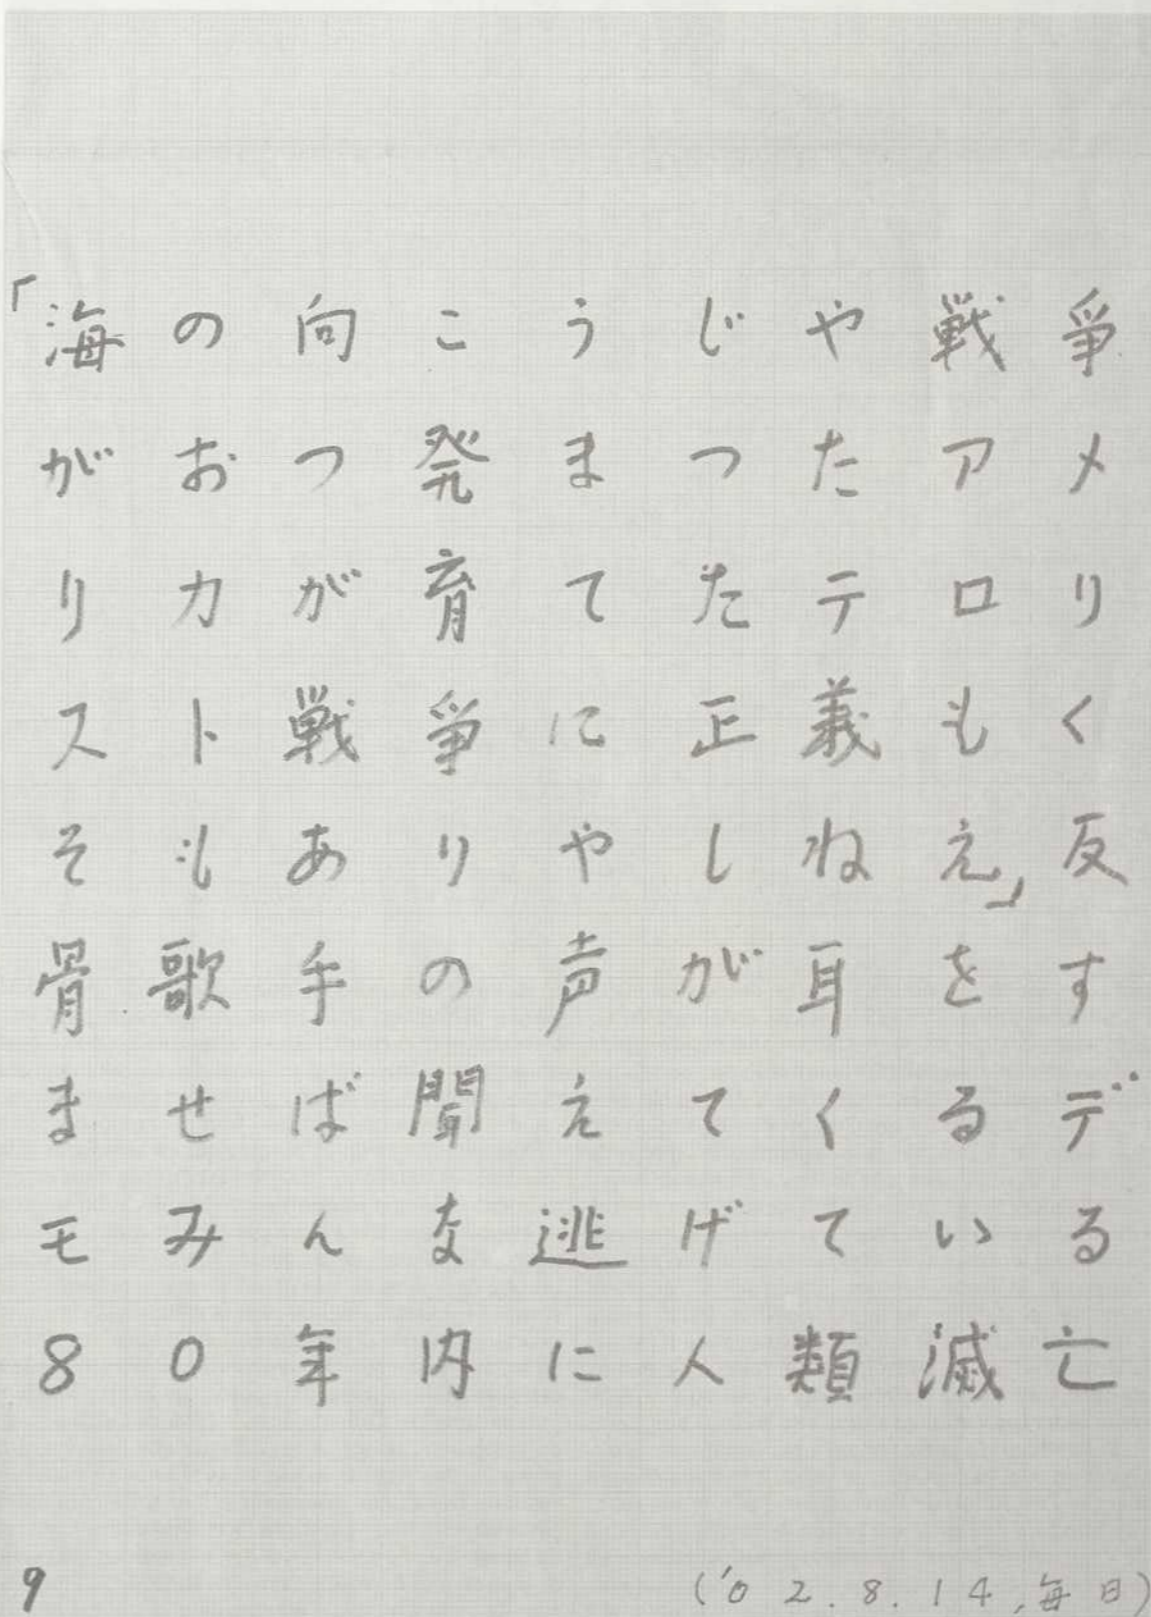 「海の向こうじや戦争
がおつ発まつたアメ
リカが育てたテロリ
スト戦争に正義もく
そもありやしねえ」反
骨歌手の声が耳をす
ませば聞えてくるデ
モみんな逃げている
80年内に人類滅亡
9
('02.8.14,毎日)